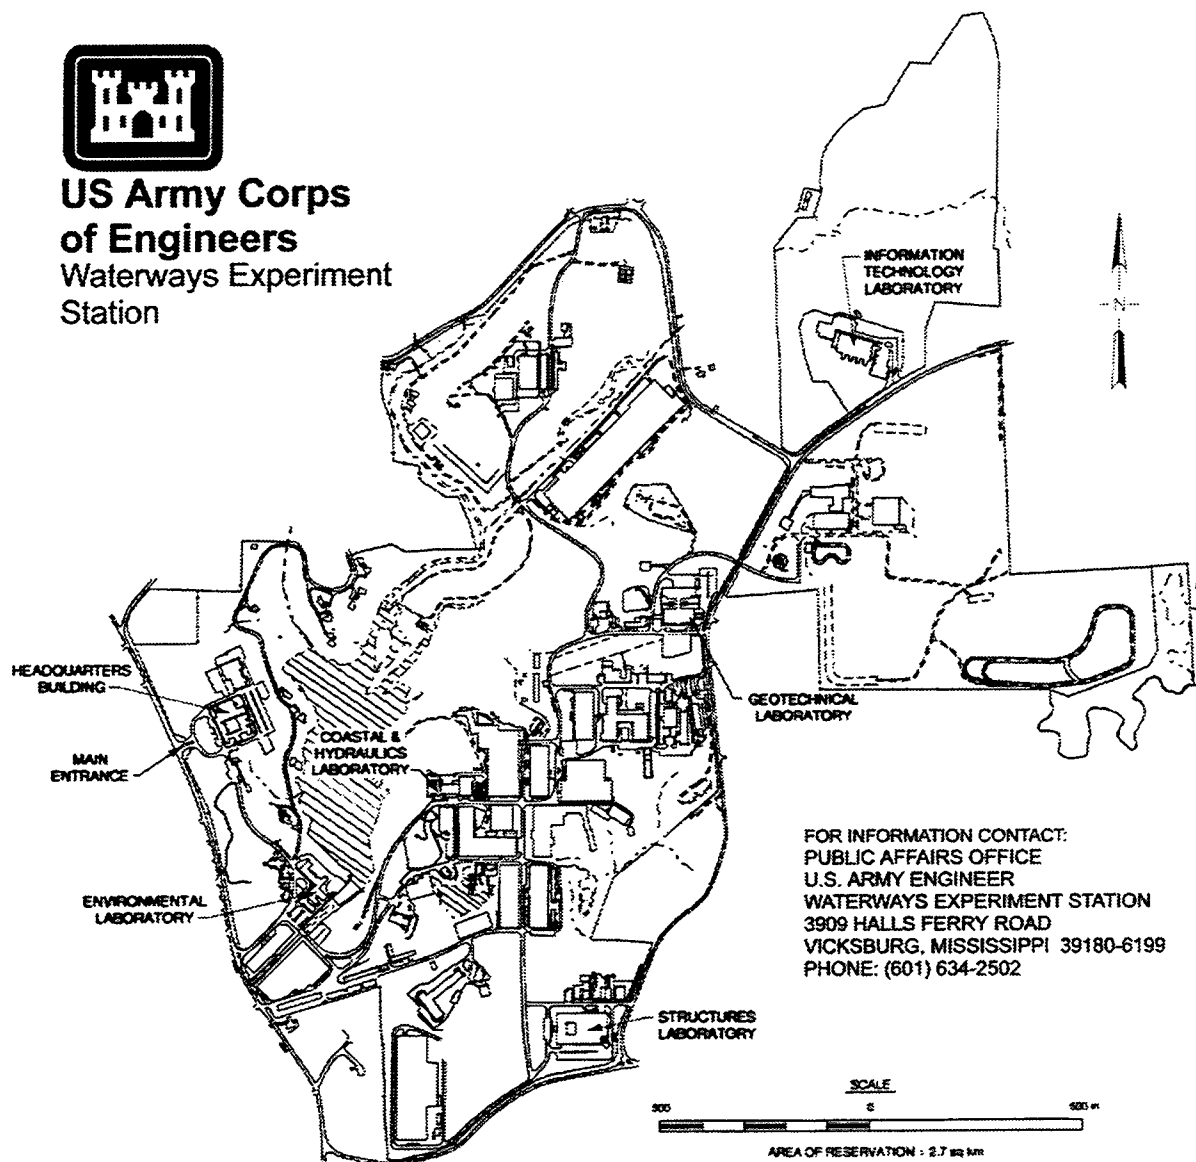 US Army Corps
of Engineers
Waterways Experiment
Station
INFORMATION
TECHNOLOGY
LABORATORY
N
HEADQUARTERS
BUILDING
MAIN
ENTRANCE
COASTAL &
HYDRAULICS
LABORATORY
GEOTECHNICAL
LABORATORY
ENVIRONMENTAL
LABORATORY
STRUCTURES
LABORATORY
FOR INFORMATION CONTACT:
PUBLIC AFFAIRS OFFICE
U.S. ARMY ENGINEER
WATERWAYS EXPERIMENT STATION
3909 HALLS FERRY ROAD
VICKSBURG, MISSISSIPPI 39180-6199
PHONE: (601) 634-2502
SCALE
0
AREA OF RESERVATION : 2.7 sq km